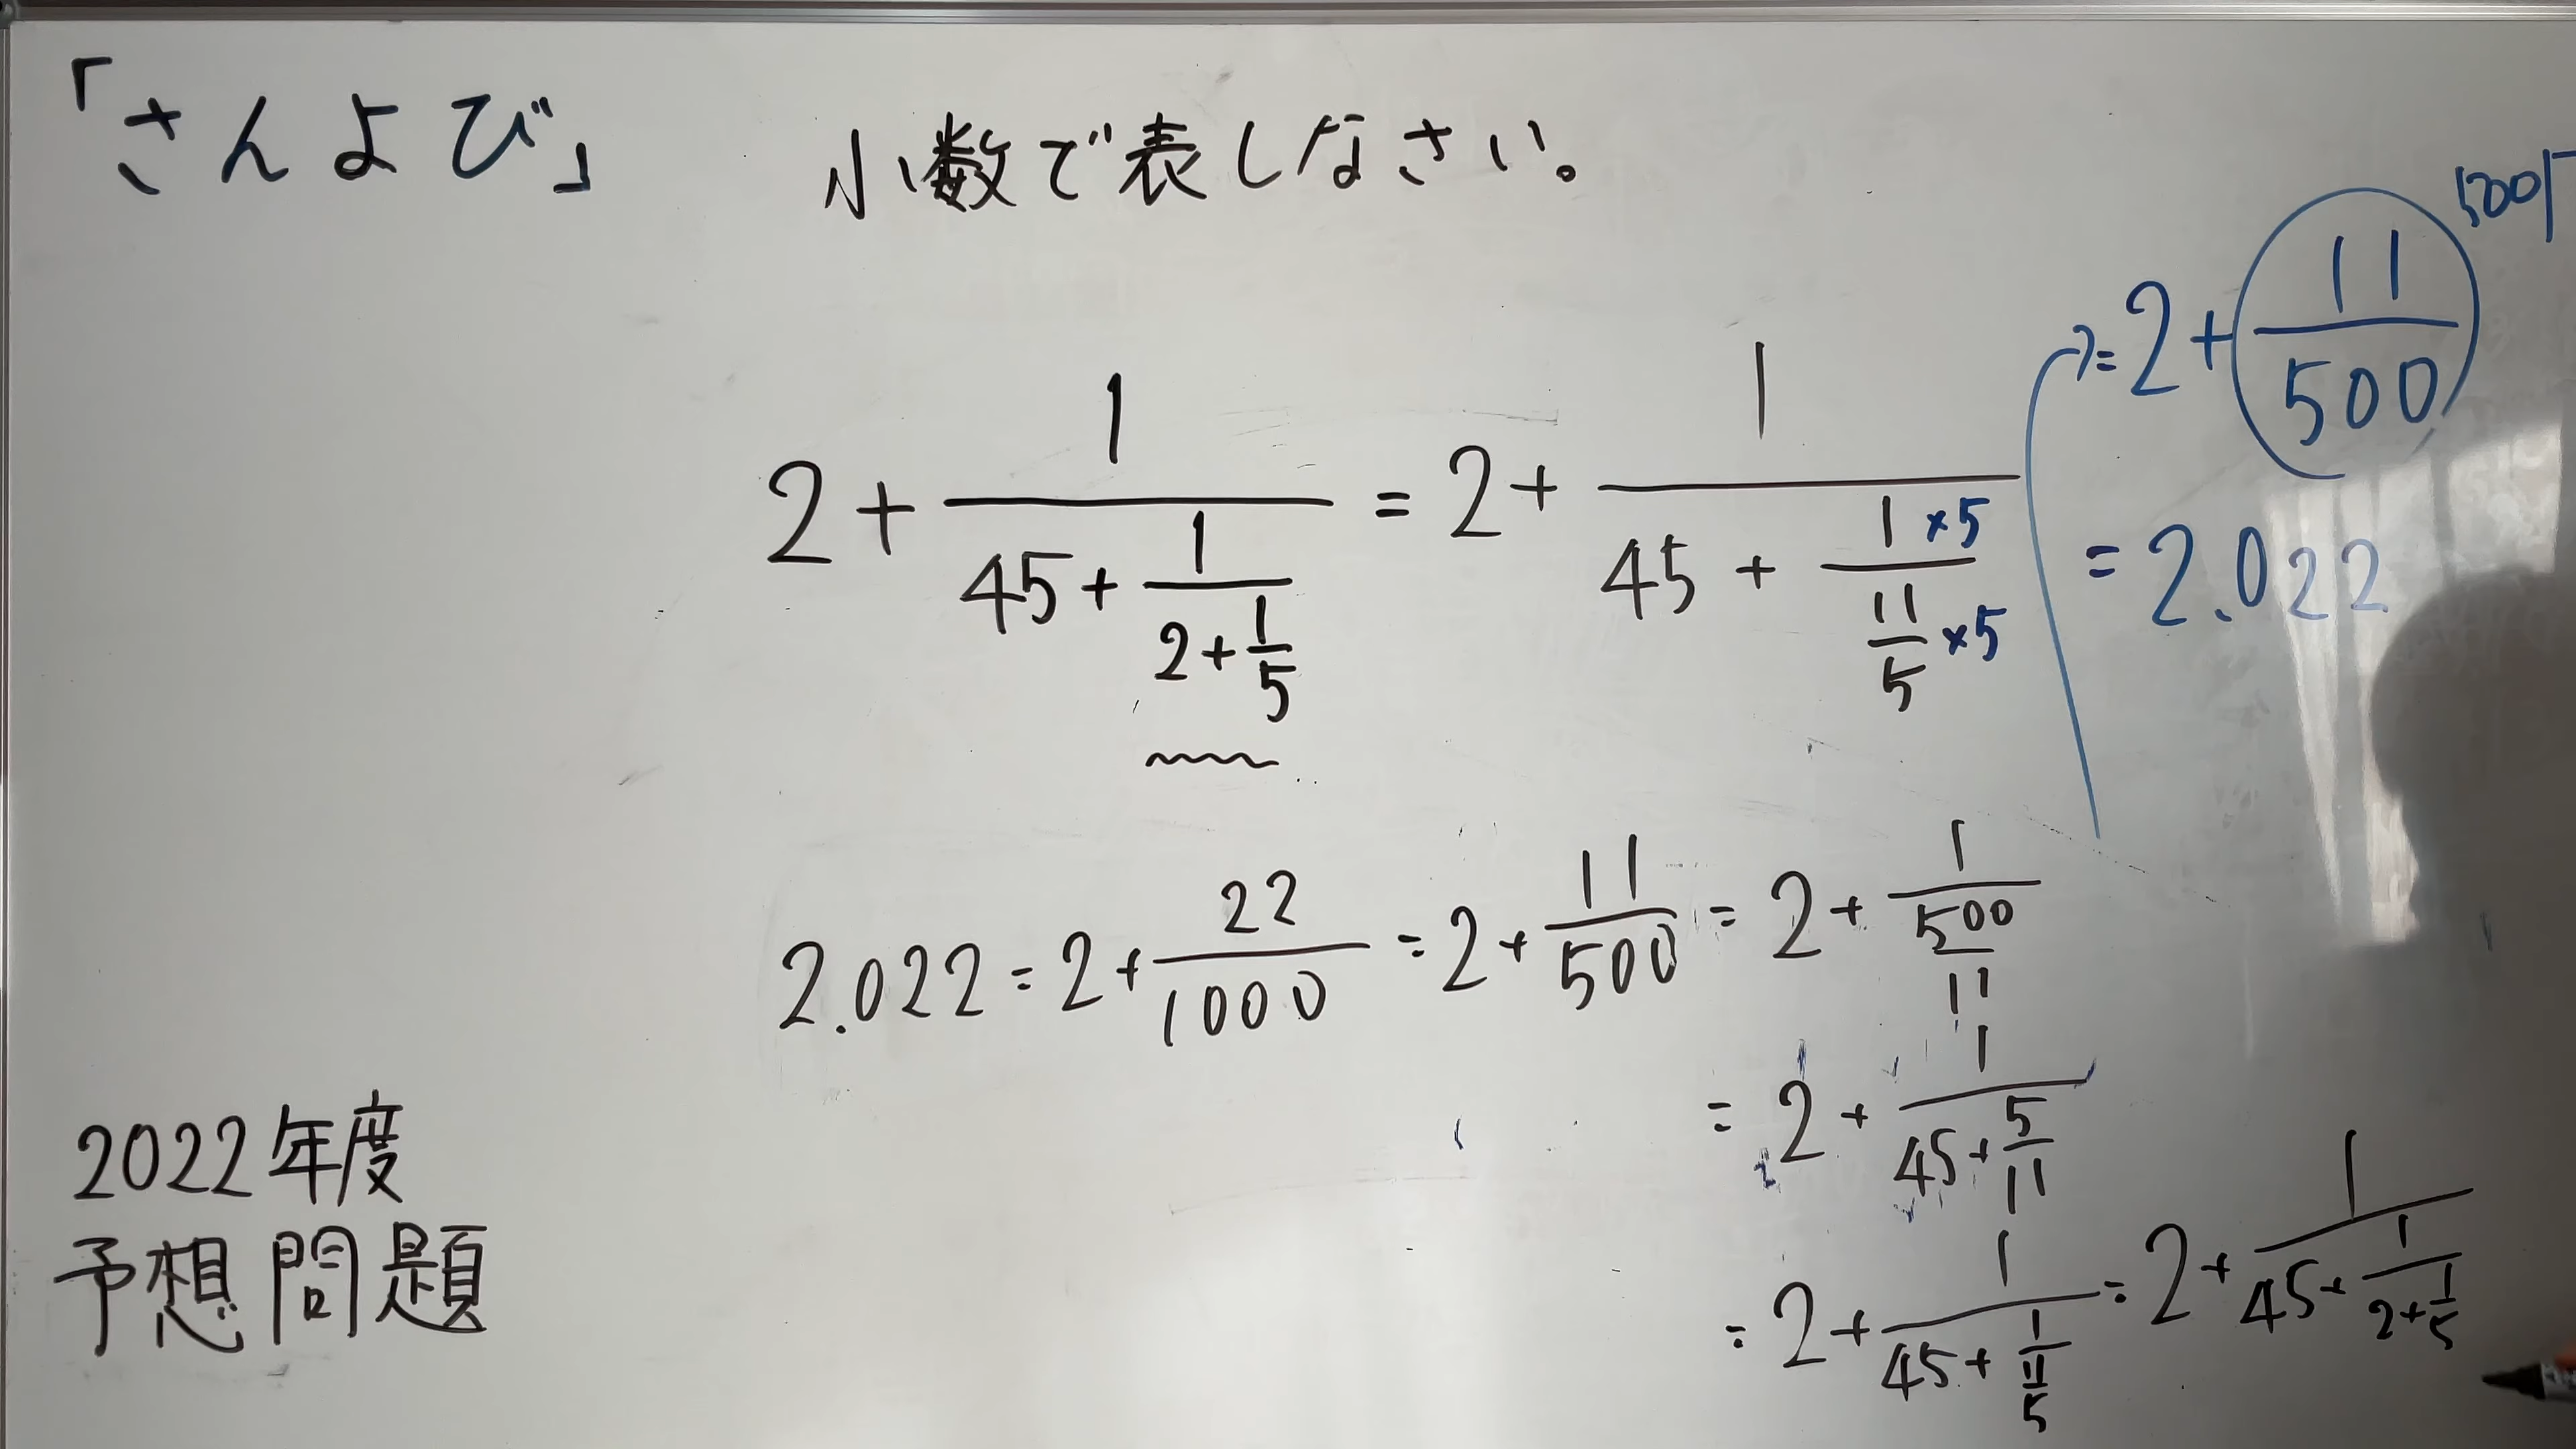 「さんよび」
小数で表しなさい。
2 + 1/(45 + 1/(2 + 1/5)) = 2 + 1/(45 + (1 ×5)/(11/5 ×5))
= 2 + 11/500
500
= 2.022
2.022 = 2 + 22/1000 = 2 + 11/500 = 2 + 1/(500/11)
= 2 + 1/(45 + 5/11)
= 2 + 1/(45 + 1/(11/5)) = 2 + 1/(45 + 1/(2 + 1/5))
2022年度
予想問題